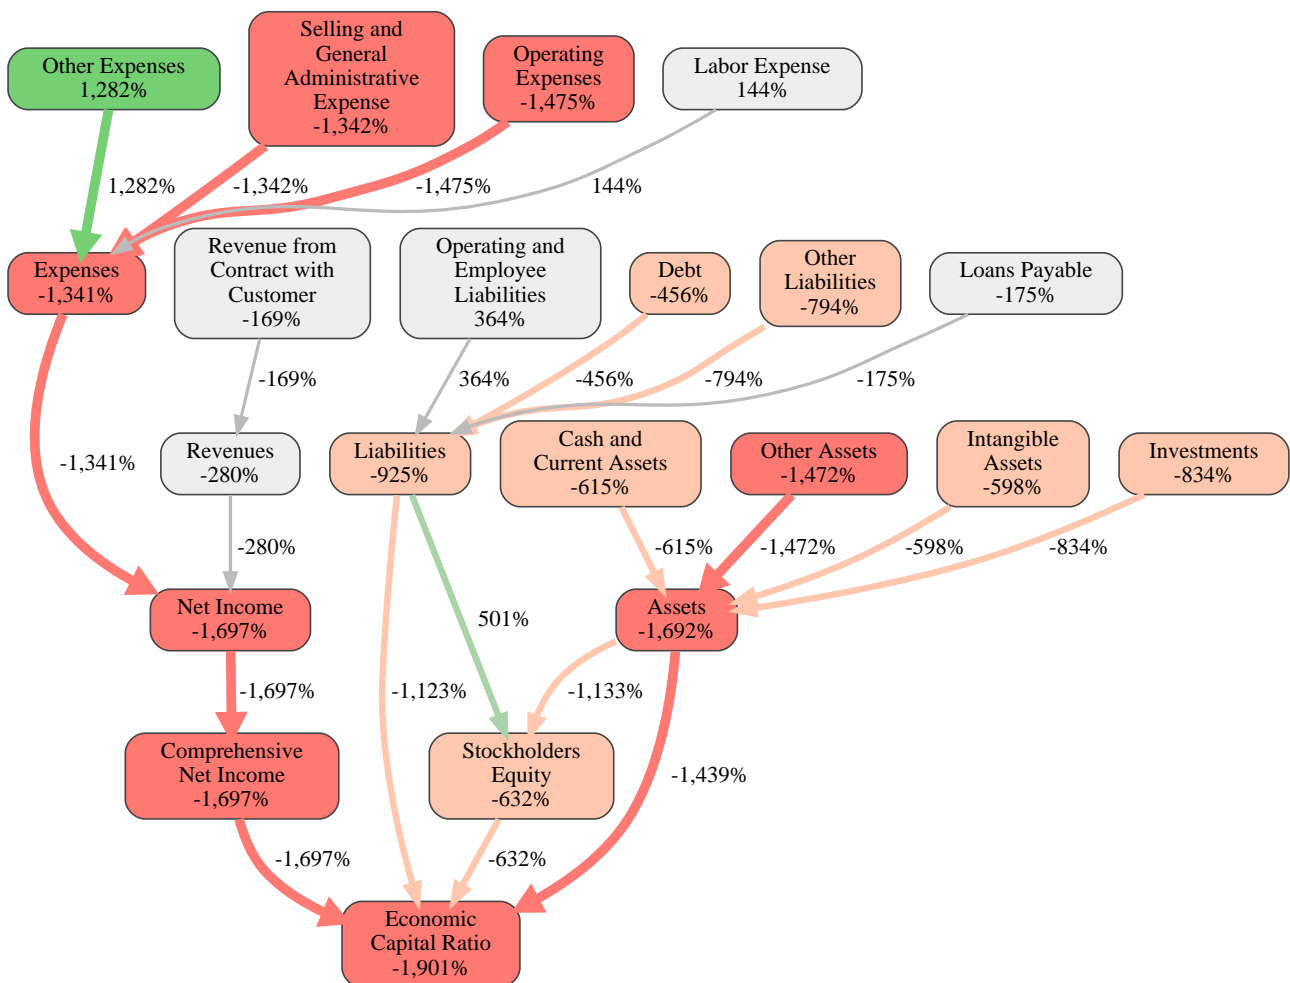 Other Expenses
1,282%
Selling and
General
Administrative
Expense
-1,342%
Operating
Expenses
-1,475%
Labor Expense
144%
1,282%
-1,342%
-1,475%
144%
Expenses
-1,341%
Revenue from
Contract with
Customer
-169%
Operating and
Employee
Liabilities
364%
Debt
-456%
Other
Liabilities
-794%
Loans Payable
-175%
-169%
364%
-456%
-794%
-175%
-1,341%
Revenues
-280%
Liabilities
-925%
Cash and
Current Assets
-615%
Other Assets
-1,472%
Intangible
Assets
-598%
Investments
-834%
-280%
-615%
-1,472%
-598%
-834%
Net Income
-1,697%
501%
Assets
-1,692%
-1,697%
-1,123%
-1,133%
Comprehensive
Net Income
-1,697%
Stockholders
Equity
-632%
-1,439%
-1,697%
-632%
Economic
Capital Ratio
-1,901%